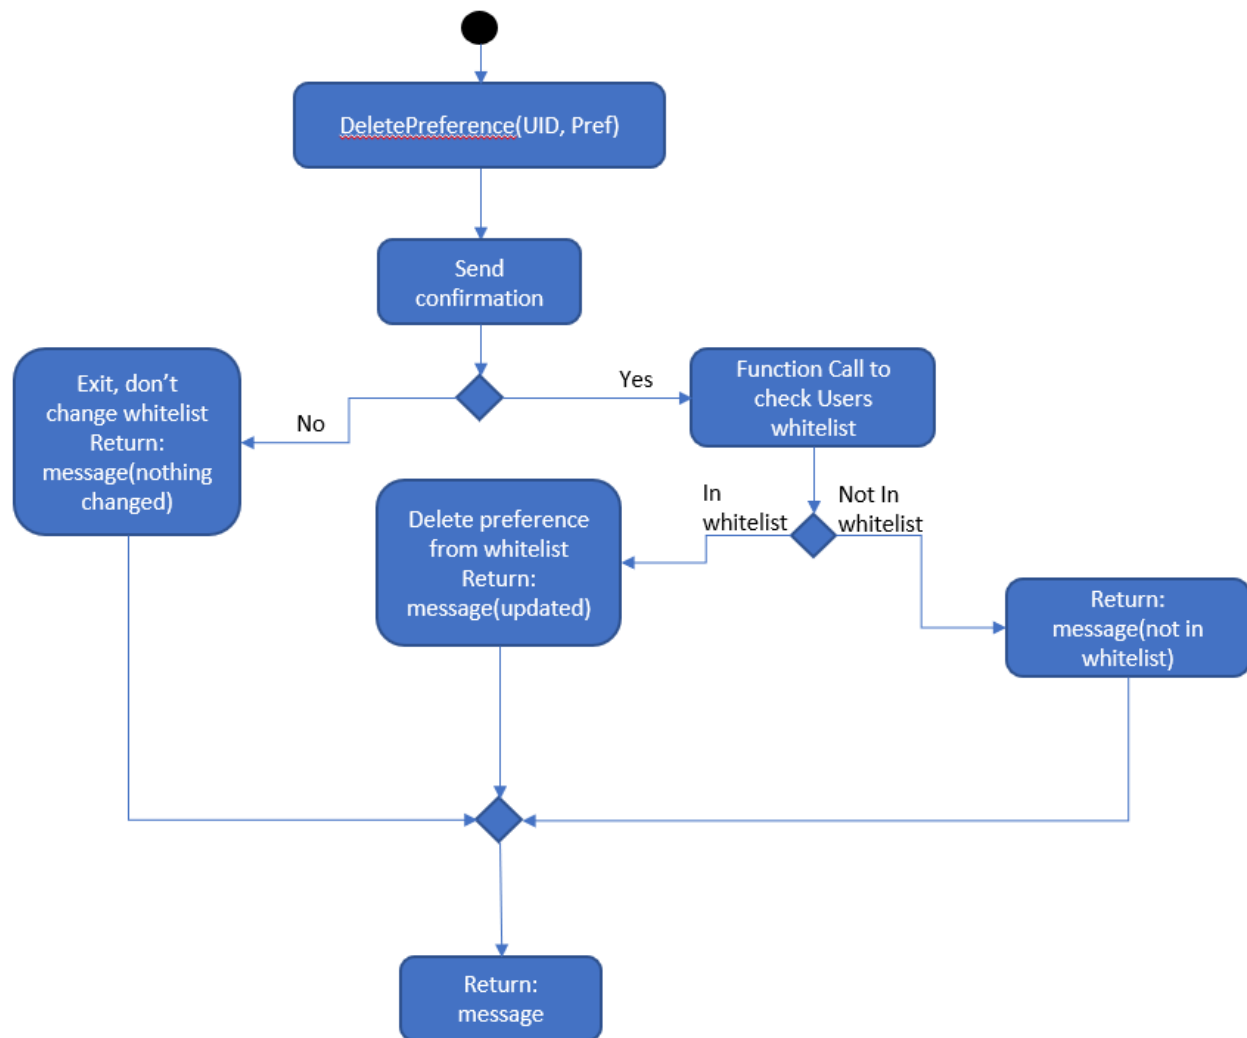 DeletePreference(UID, Pref)
Send
confirmation
Yes
No
Exit, don’t
change whitelist
Return:
message(nothing
changed)
Function Call to
check Users
whitelist
In
whitelist
Not In
whitelist
Delete preference
from whitelist
Return:
message(updated)
Return:
message(not in
whitelist)
Return:
message